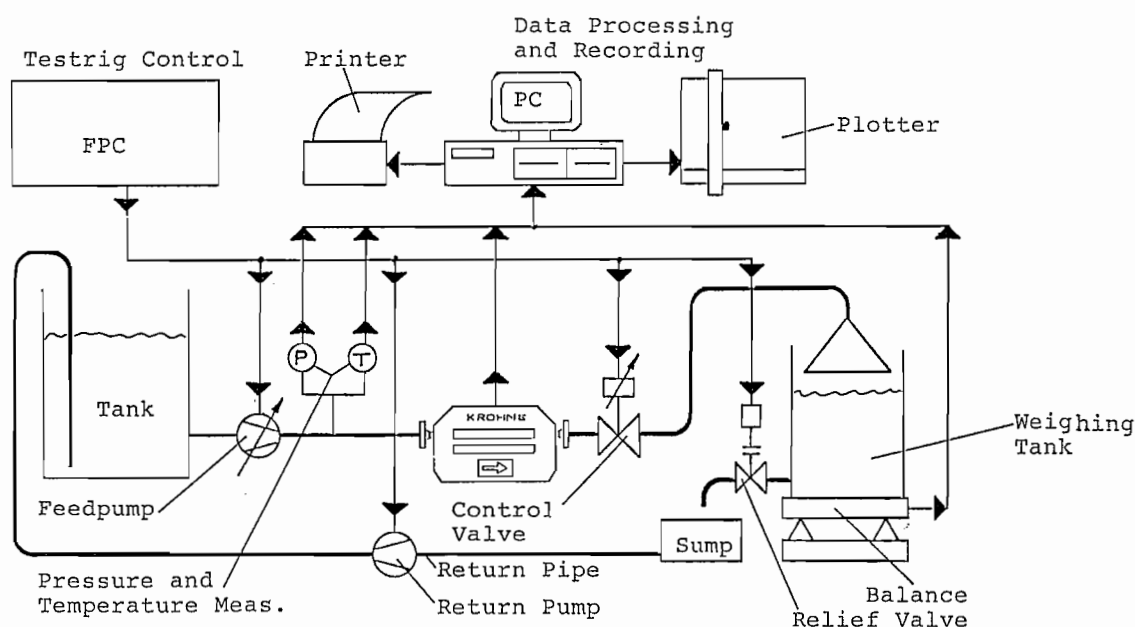 Data Processing
and Recording
Testrig Control
Printer
PC
FPC
Plotter
P
T
Tank
KROHNE
Weighing
Tank
Feedpump
Control
Valve
Sump
Pressure and
Temperature Meas.
Return Pipe
Return Pump
Balance
Relief Valve